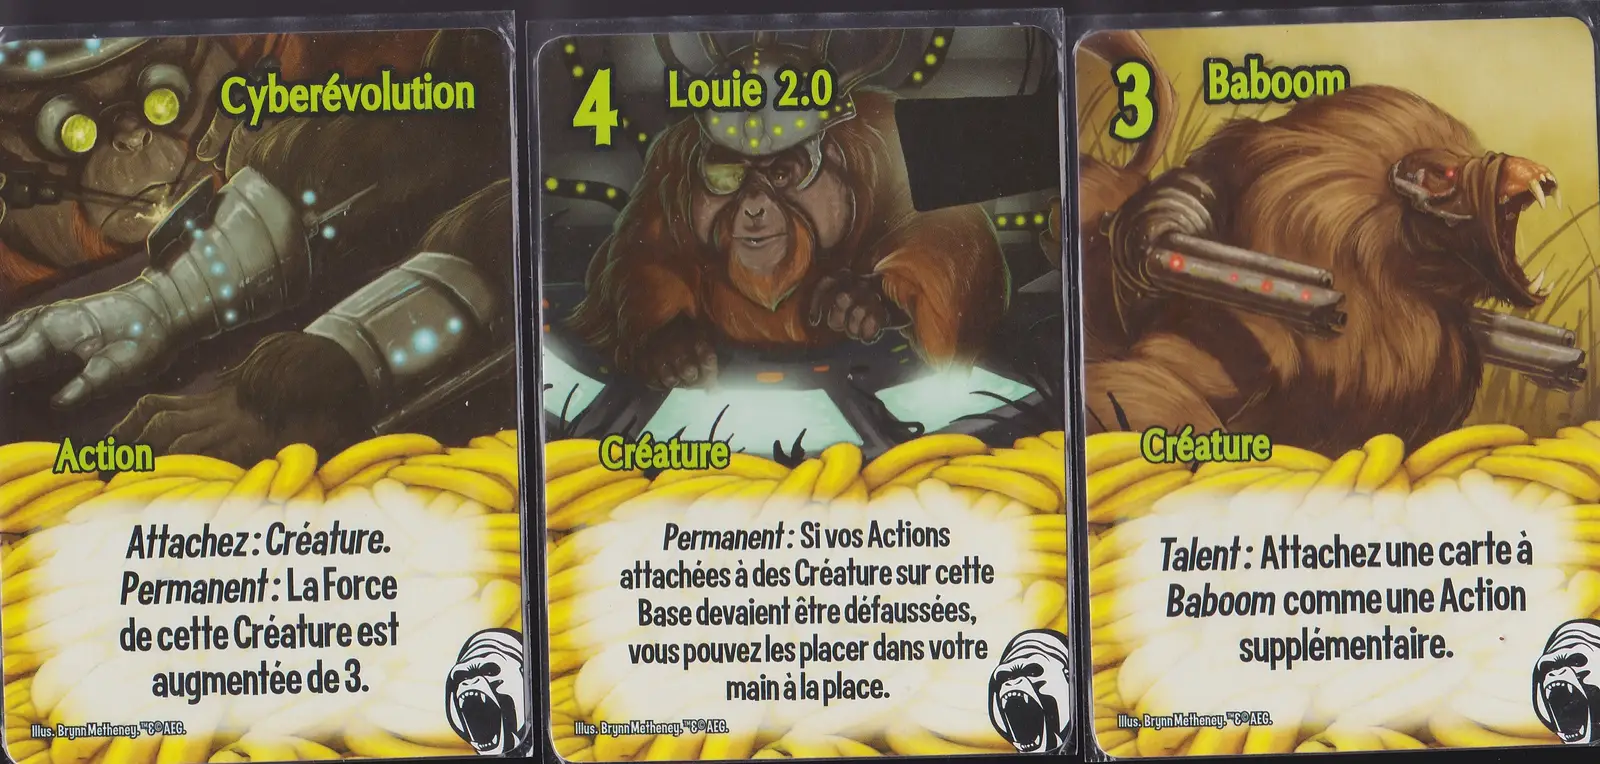 Cyberévolution
Action
Attachez : Créature.
Permanent : La Force
de cette Créature est
augmentée de 3.
Illus. Brynn Metheney.™&©AEG.
4
Louie 2.0
Créature
Permanent : Si vos Actions
attachées à des Créature sur cette
Base devaient être défaussées,
vous pouvez les placer dans votre
main à la place.
Illus. Brynn Metheney.™&©AEG.
3
Baboom
Créature
Talent : Attachez une carte à
Baboom comme une Action
supplémentaire.
Illus. Brynn Metheney.™&©AEG.